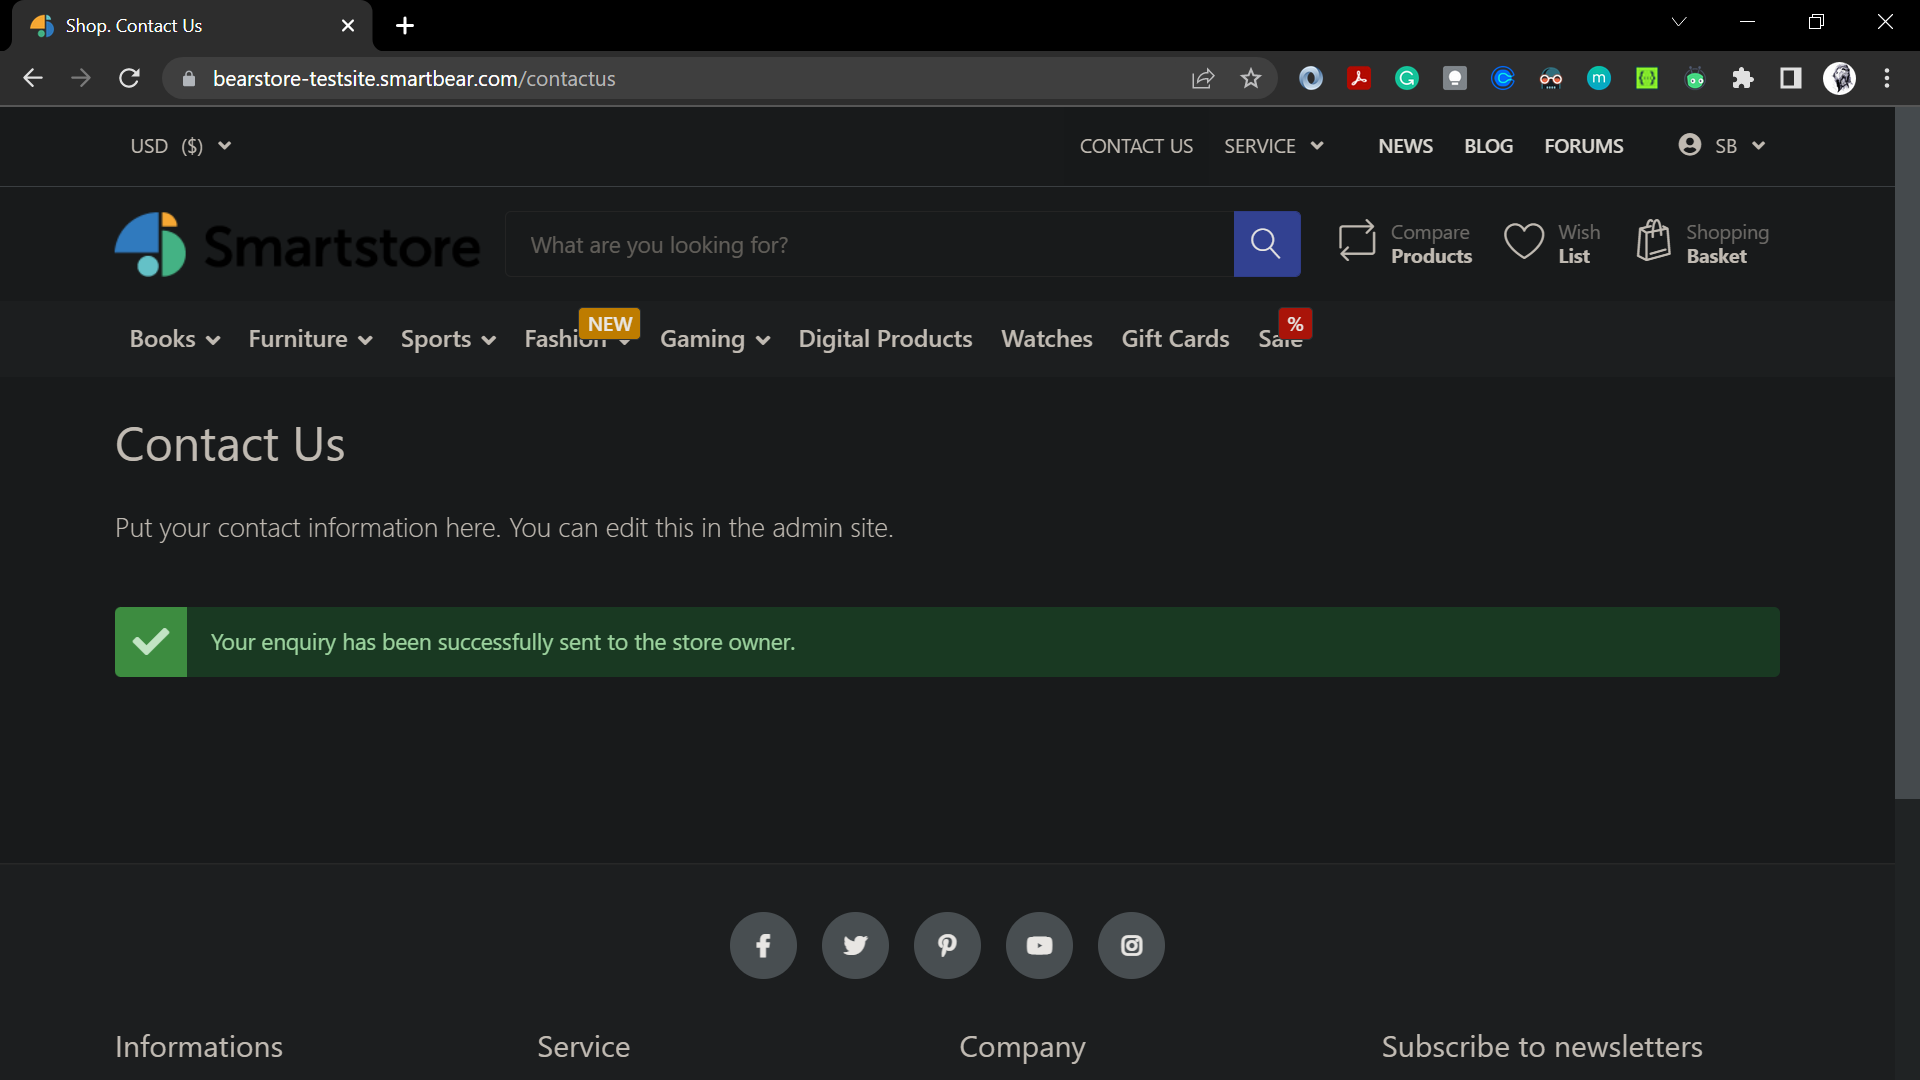 Shop. Contact Us
bearstore-testsite.smartbear.com/contactus
USD ($)
CONTACT US SERVICE NEWS BLOG FORUMS SB
Smartstore
What are you looking for?
Compare
Products
Wish
List
Shopping
Basket
NEW
%
Books Furniture Sports Fashion Gaming Digital Products Watches Gift Cards Sale
Contact Us
Put your contact information here. You can edit this in the admin site.
Your enquiry has been successfully sent to the store owner.
Informations Service Company Subscribe to newsletters